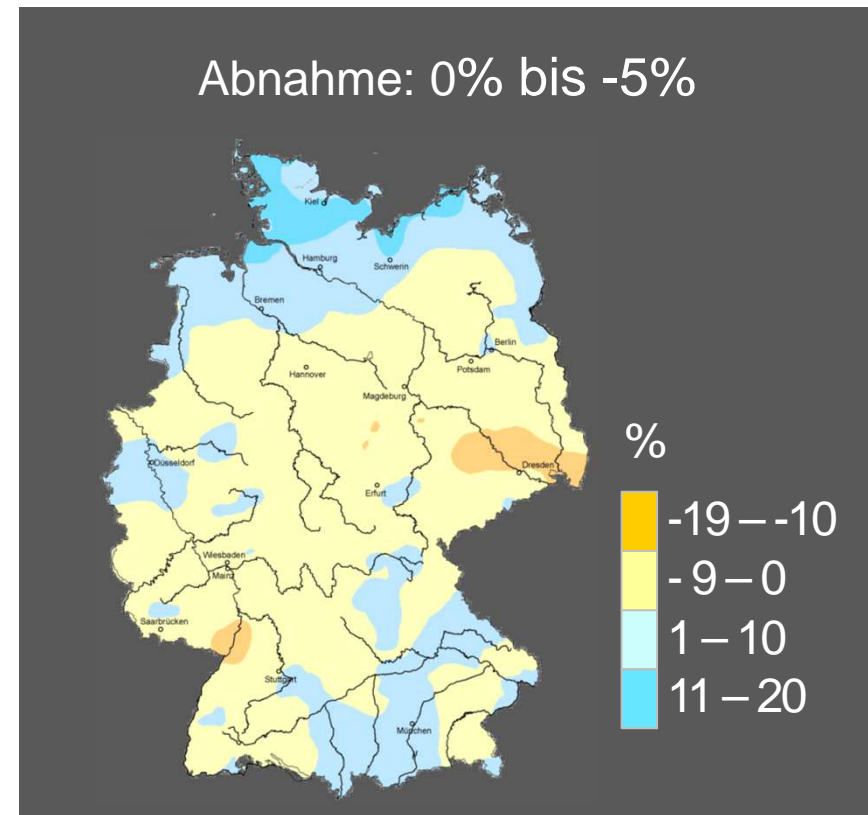 Abnahme: 0% bis -5%
Kiel
Hamburg
Schwerin
Bremen
Berlin
Hannover
Potsdam
Magdeburg
Düsseldorf
Dresden
Erfurt
Wiesbaden
Mainz
Saarbrücken
Stuttgart
München
%
-19 – -10
- 9 – 0
1 – 10
11 – 20